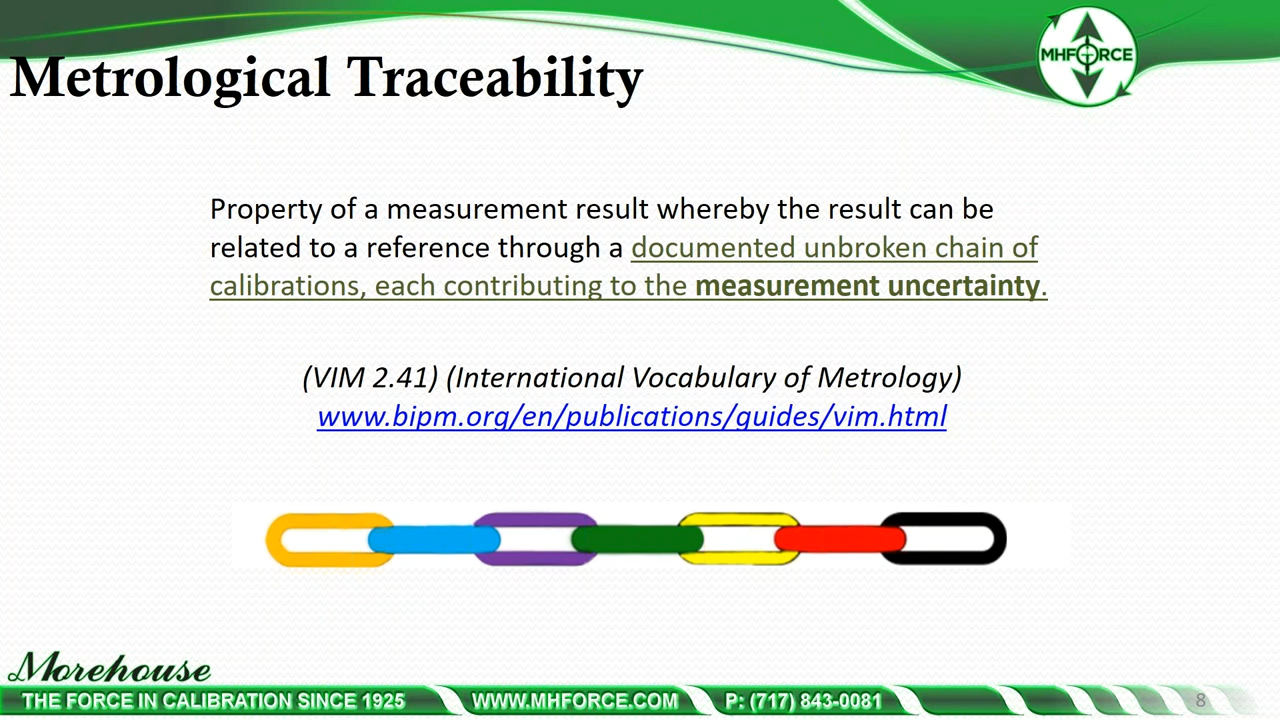 MHFORCE
Metrological Traceability
Property of a measurement result whereby the result can be
related to a reference through a documented unbroken chain of
calibrations, each contributing to the measurement uncertainty.
(VIM 2.41) (International Vocabulary of Metrology)
www.bipm.org/en/publications/guides/vim.html
Morehouse
THE FORCE IN CALIBRATION SINCE 1925 WWW.MHFORCE.COM P: (717) 843-0081 8